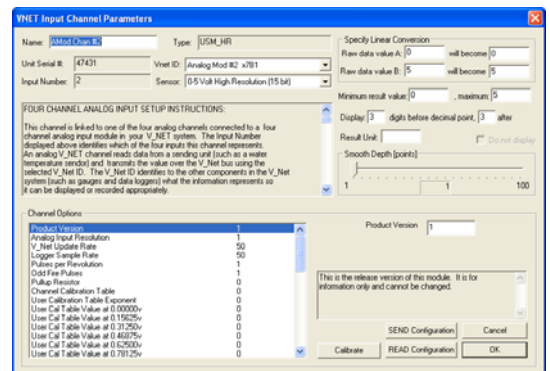 VNET Input Channel Parameters
Name: AMod Chan #2
Type: USM_HR
Unit Serial #: 47431
Vnet ID: Analog Mod #2 x7B1
Input Number: 2
Sensor: 0-5 Volt High Resolution (15 bit)
FOUR CHANNEL ANALOG INPUT SETUP INSTRUCTIONS:
This channel is linked to one of the four analog channels connected to a four
channel analog input module in your V_NET system. The Input Number
displayed above identifies which of the four inputs this channel represents.
An analog V_NET channel reads data from a sending unit (such as a water
temperature sendor) and transmits the value over the V_Net bus using the
selected V_Net ID. The V_Net ID identifies to the other components in the V_Net
system (such as gauges and data loggers) what the information represents so
it can be displayed or recorded appropriately.
Specify Linear Conversion
Raw data value A: 0 will become 0
Raw data value B: 5 will become 5
Minimum result value: 0 , maximum: 5
Display: 3 digits before decimal point, 3 after
Result Unit:
Do not display
Smooth Depth (points)
1 1 100
Channel Options
Product Version 1
Analog Input Resolution 1
V_Net Update Rate 50
Logger Sample Rate 50
Pulses per Revolution 1
Odd Fire Pulses 1
Pullup Resistor 0
Channel Calibration Table 0
User Calibration Table Exponent 0
User Cal Table Value at 0.00000v 0
User Cal Table Value at 0.15625v 0
User Cal Table Value at 0.31250v 0
User Cal Table Value at 0.46875v 0
User Cal Table Value at 0.62500v 0
User Cal Table Value at 0.78125v 0
Product Version 1
This is the release version of this module. It is for
information only and cannot be changed.
SEND Configuration
Cancel
Calibrate
READ Configuration
OK